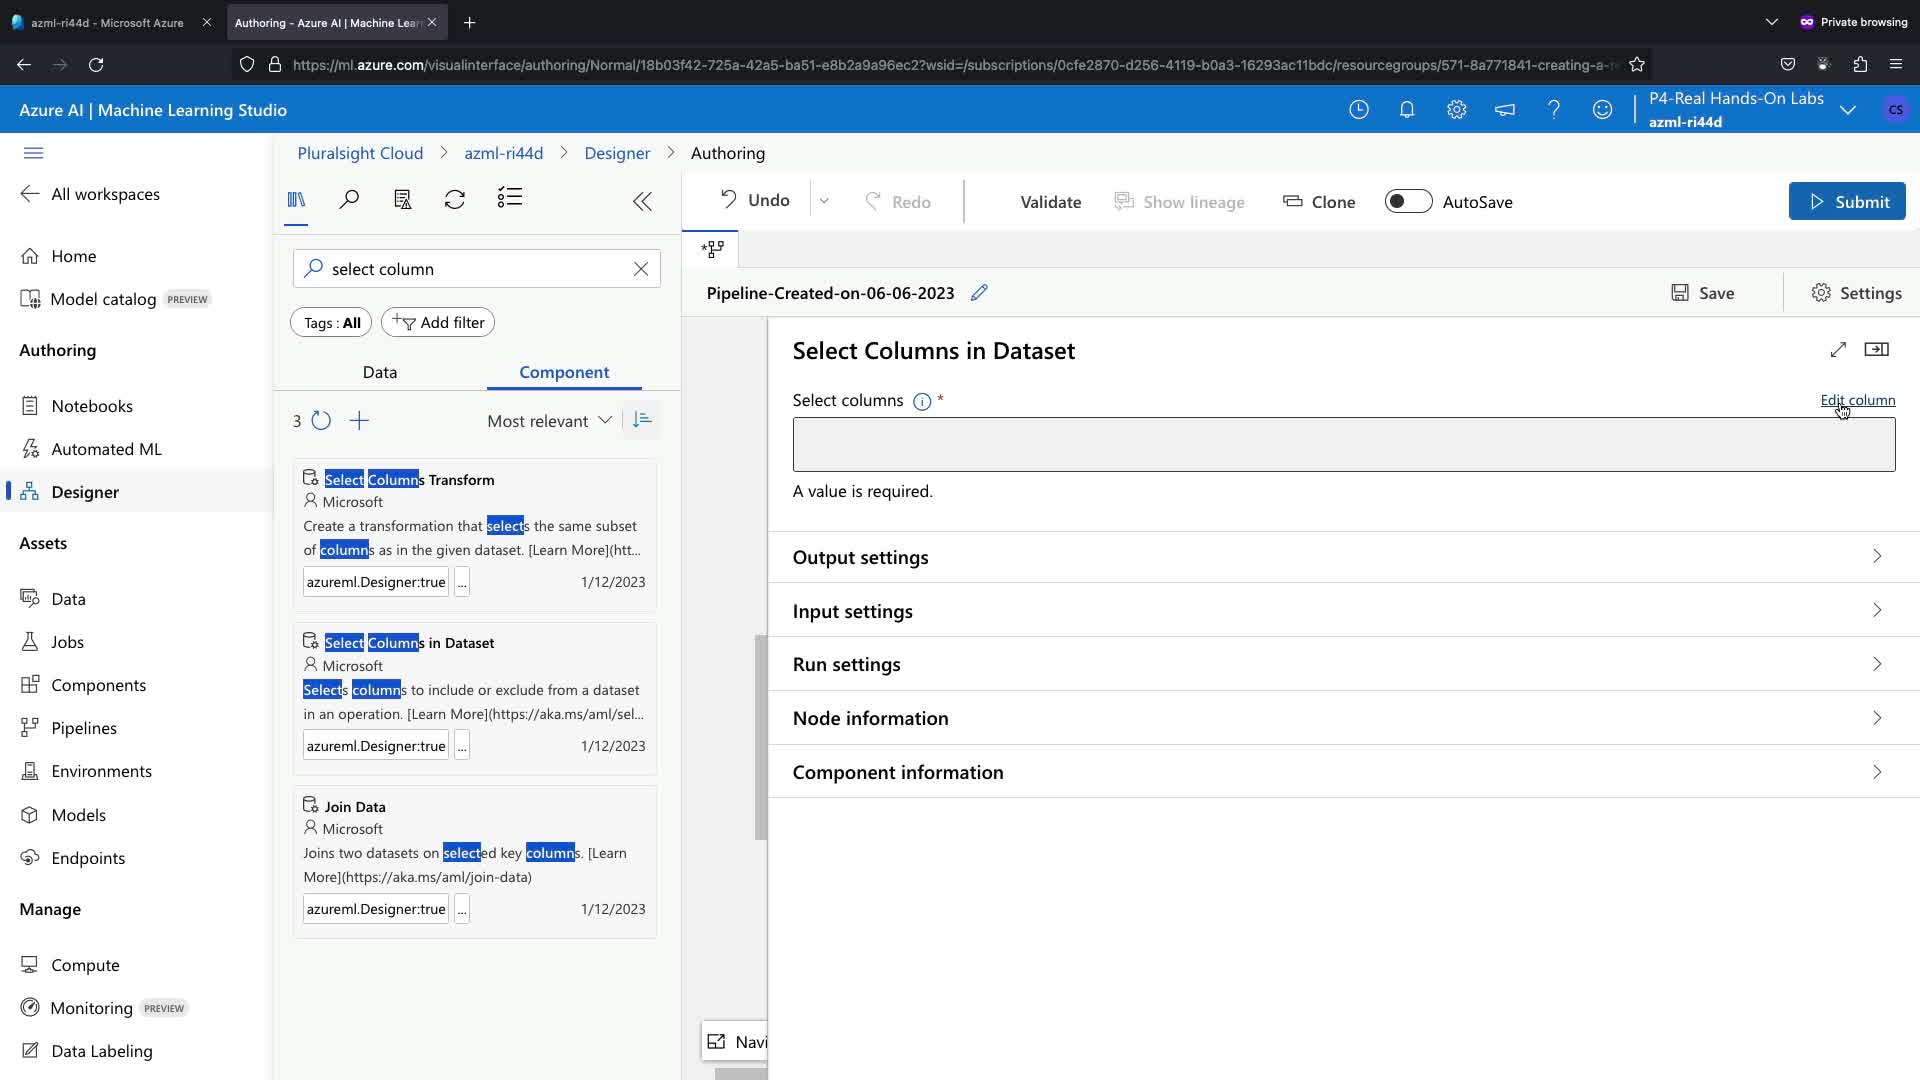 azml-ri44d - Microsoft Azure
Authoring - Azure AI | Machine Lear
Private browsing
https://ml.azure.com/visualinterface/authoring/Normal/18b03f42-725a-42a5-ba51-e8b2a9a96ec2?wsid=/subscriptions/0cfe2870-d256-4119-b0a3-16293ac11bdc/resourcegroups/571-8a771841-creating-a-
Azure AI | Machine Learning Studio
P4-Real Hands-On Labs
azml-ri44d
CS
Pluralsight Cloud > azml-ri44d > Designer > Authoring
All workspaces
Home
Model catalog PREVIEW
Authoring
Notebooks
Automated ML
Designer
Assets
Data
Jobs
Components
Pipelines
Environments
Models
Endpoints
Manage
Compute
Monitoring PREVIEW
Data Labeling
select column
Tags : All
Add filter
Data
Component
3
Most relevant
Select Columns Transform
Microsoft
Create a transformation that selects the same subset
of columns as in the given dataset. [Learn More](htt...
azureml.Designer:true ... 1/12/2023
Select Columns in Dataset
Microsoft
Selects columns to include or exclude from a dataset
in an operation. [Learn More](https://aka.ms/aml/sel...
azureml.Designer:true ... 1/12/2023
Join Data
Microsoft
Joins two datasets on selected key columns. [Learn
More](https://aka.ms/aml/join-data)
azureml.Designer:true ... 1/12/2023
Undo
Redo
Validate
Show lineage
Clone
AutoSave
Submit
Pipeline-Created-on-06-06-2023
Save
Settings
Select Columns in Dataset
Select columns *
Edit column
A value is required.
Output settings
Input settings
Run settings
Node information
Component information
Navi